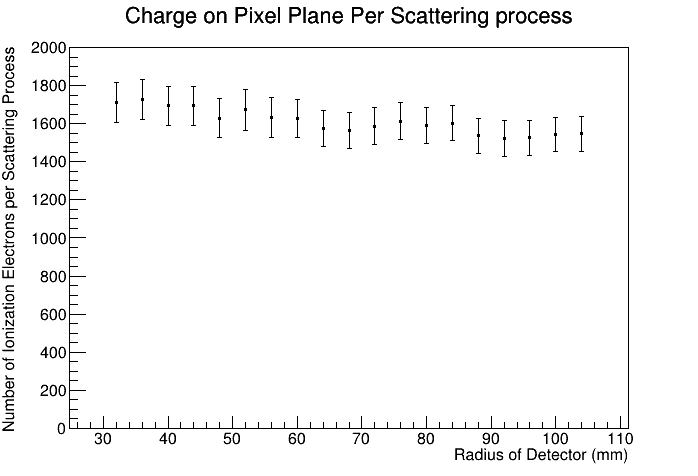 Charge on Pixel Plane Per Scattering process
Number of Ionization Electrons per Scattering Process
2000
1800
1600
1400
1200
1000
800
600
400
200
0
30 40 50 60 70 80 90 100 110
Radius of Detector (mm)